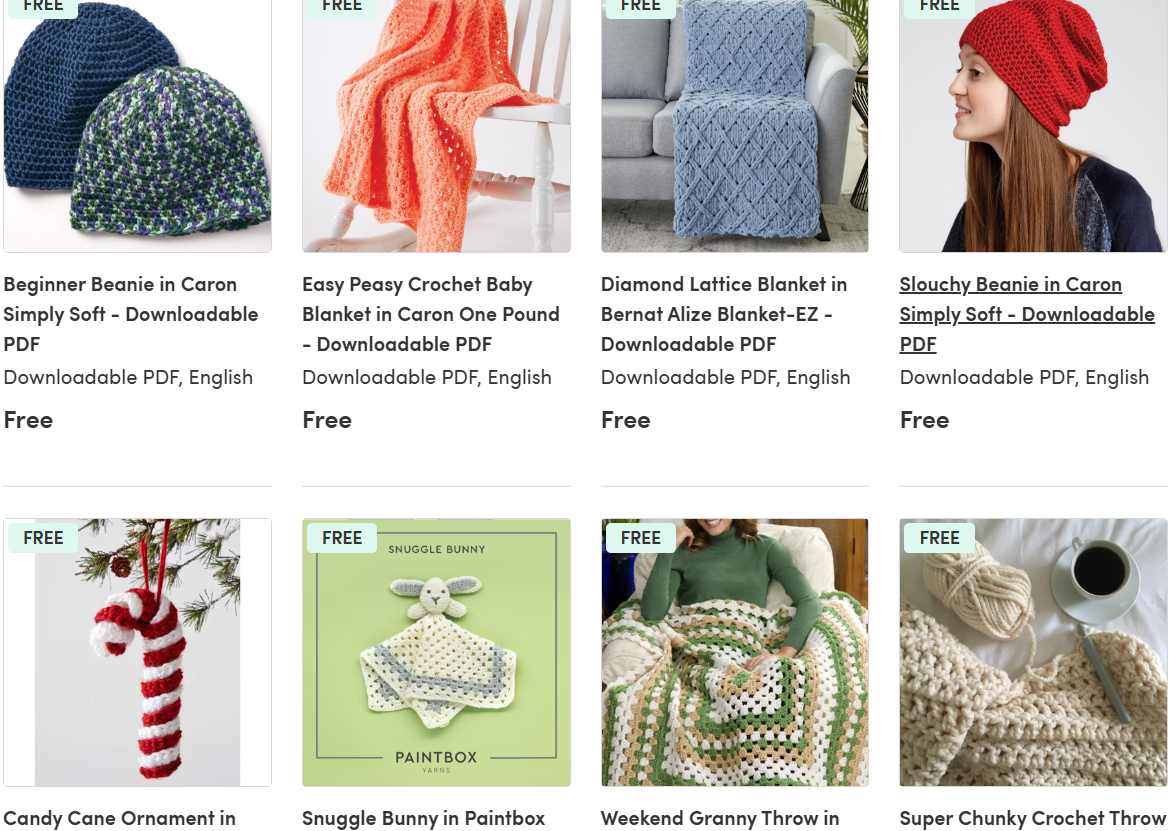 FREE
FREE
FREE
FREE
Beginner Beanie in Caron
Simply Soft - Downloadable
PDF
Downloadable PDF, English
Free
Easy Peasy Crochet Baby
Blanket in Caron One Pound
- Downloadable PDF
Downloadable PDF, English
Free
Diamond Lattice Blanket in
Bernat Alize Blanket-EZ -
Downloadable PDF
Downloadable PDF, English
Free
Slouchy Beanie in Caron
Simply Soft - Downloadable
PDF
Downloadable PDF, English
Free
FREE
Candy Cane Ornament in
FREE
SNUGGLE BUNNY
PAINTBOX
YARNS
Snuggle Bunny in Paintbox
FREE
Weekend Granny Throw in
FREE
Super Chunky Crochet Throw